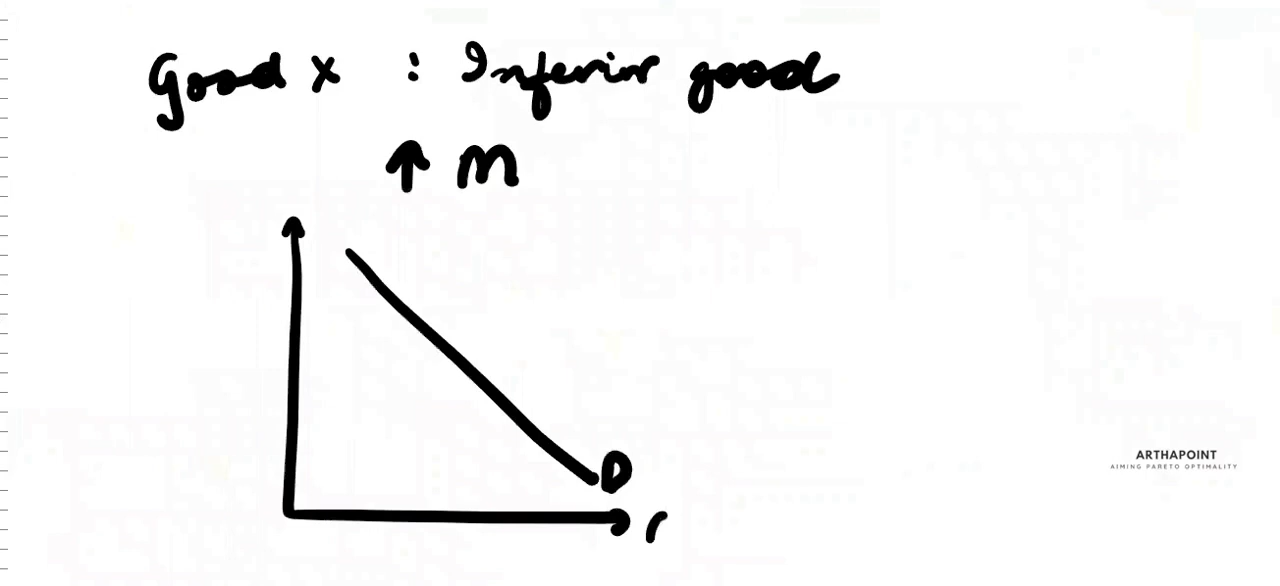 Good x : Inferior good
↑ M
D
ARTHAPOINT
AIMING PARETO OPTIMALITY